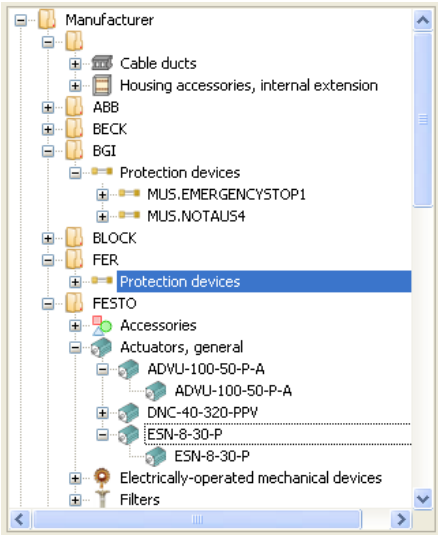 Manufacturer
Cable ducts
Housing accessories, internal extension
ABB
BECK
BGI
Protection devices
MUS.EMERGENCYSTOP1
MUS.NOTAUS4
BLOCK
FER
Protection devices
FESTO
Accessories
Actuators, general
ADVU-100-50-P-A
ADVU-100-50-P-A
DNC-40-320-PPV
ESN-8-30-P
ESN-8-30-P
Electrically-operated mechanical devices
Filters